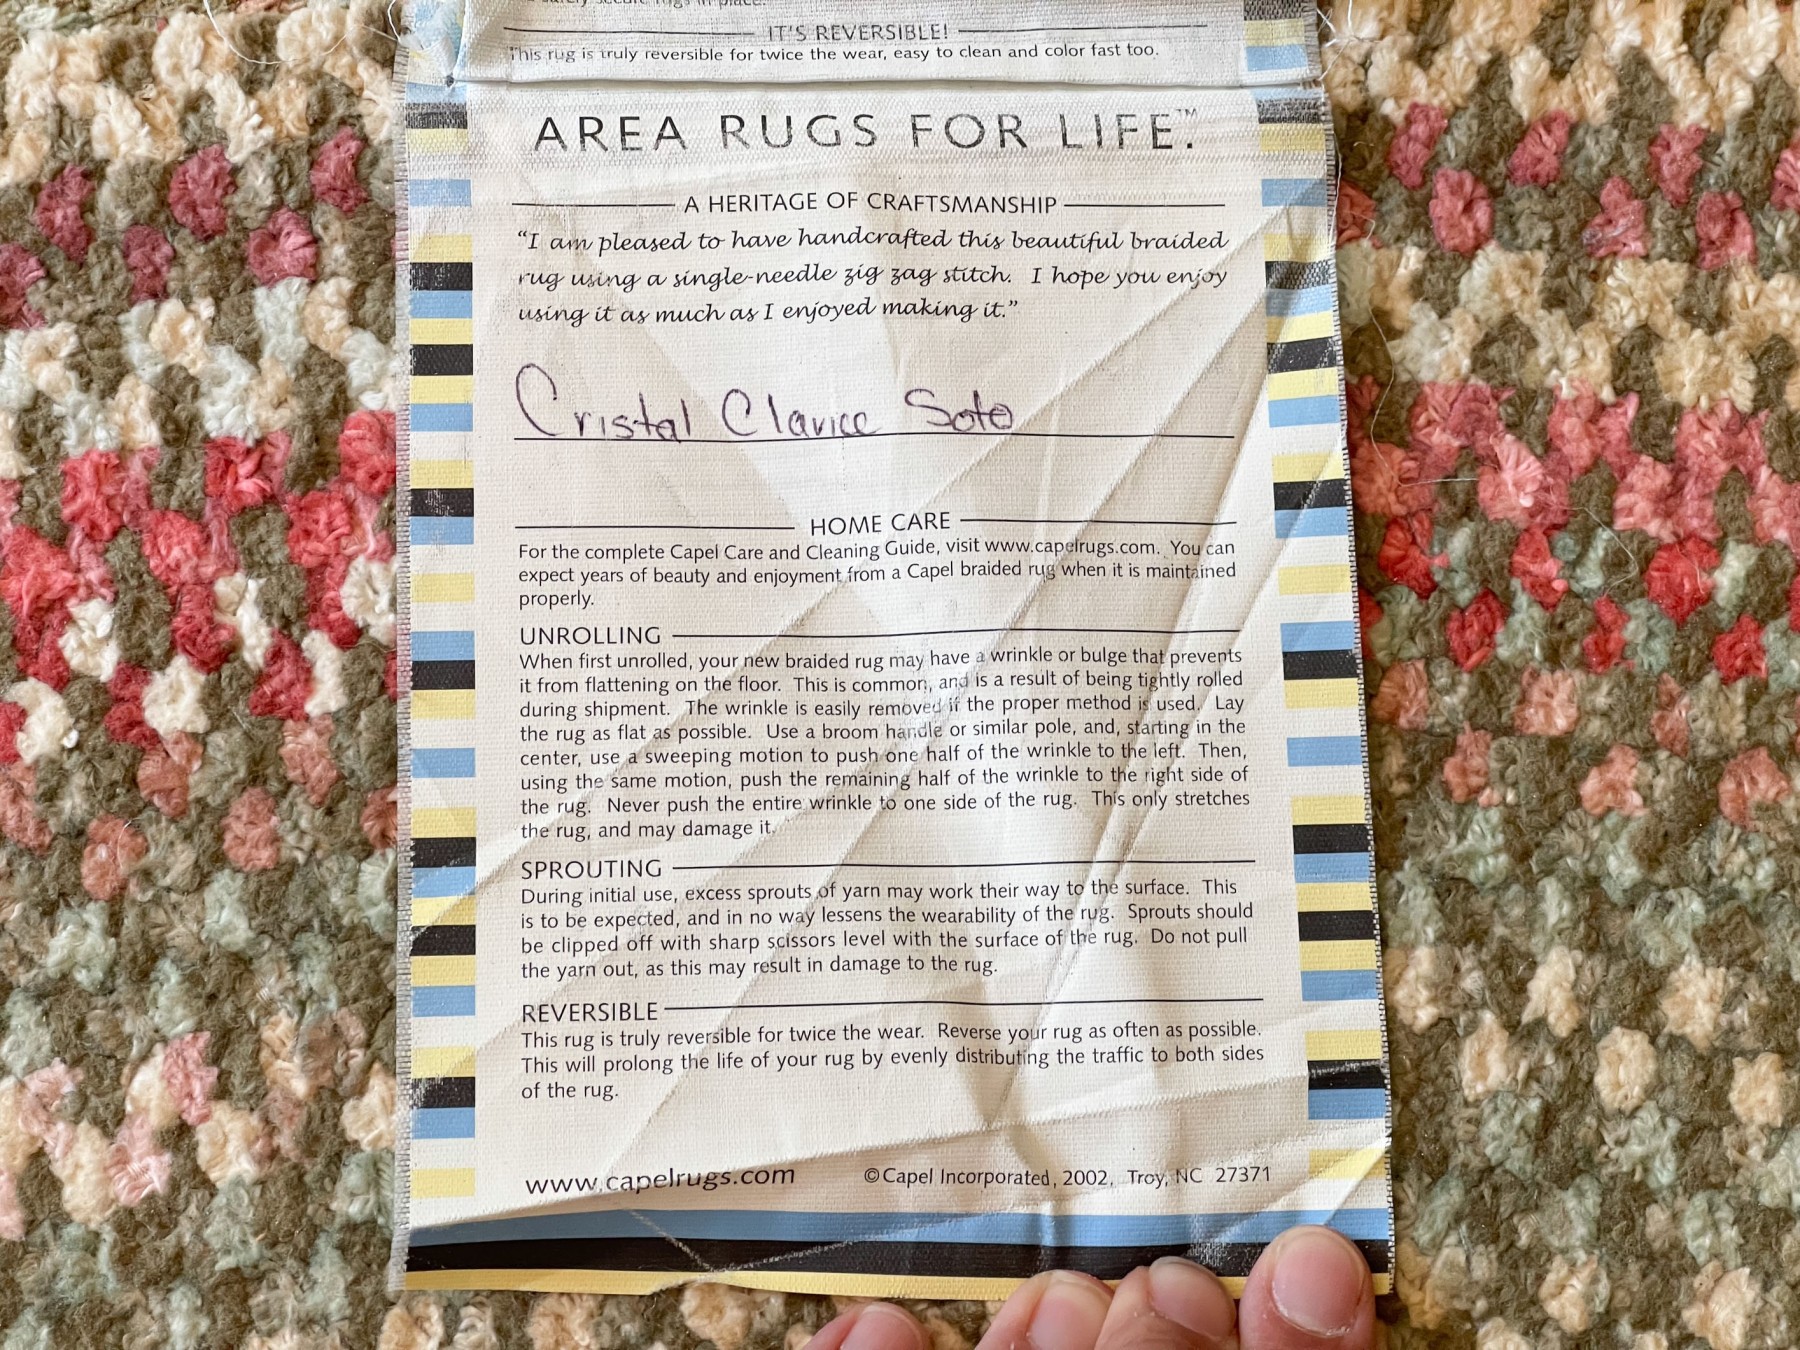 IT'S REVERSIBLE!
This rug is truly reversible for twice the wear, easy to clean and color fast too.
AREA RUGS FOR LIFE.™
A HERITAGE OF CRAFTSMANSHIP
“I am pleased to have handcrafted this beautiful braided
rug using a single-needle zig zag stitch. I hope you enjoy
using it as much as I enjoyed making it.”
Cristal Clarice Soto
HOME CARE
For the complete Capel Care and Cleaning Guide, visit www.capelrugs.com. You can
expect years of beauty and enjoyment from a Capel braided rug when it is maintained
properly.
UNROLLING
When first unrolled, your new braided rug may have a wrinkle or bulge that prevents
it from flattening on the floor. This is common, and is a result of being tightly rolled
during shipment. The wrinkle is easily removed if the proper method is used. Lay
the rug as flat as possible. Use a broom handle or similar pole, and, starting in the
center, use a sweeping motion to push one half of the wrinkle to the left. Then,
using the same motion, push the remaining half of the wrinkle to the right side of
the rug. Never push the entire wrinkle to one side of the rug. This only stretches
the rug, and may damage it.
SPROUTING
During initial use, excess sprouts of yarn may work their way to the surface. This
is to be expected, and in no way lessens the wearability of the rug. Sprouts should
be clipped off with sharp scissors level with the surface of the rug. Do not pull
the yarn out, as this may result in damage to the rug.
REVERSIBLE
This rug is truly reversible for twice the wear. Reverse your rug as often as possible.
This will prolong the life of your rug by evenly distributing the traffic to both sides
of the rug.
www.capelrugs.com ©Capel Incorporated, 2002, Troy, NC 27371